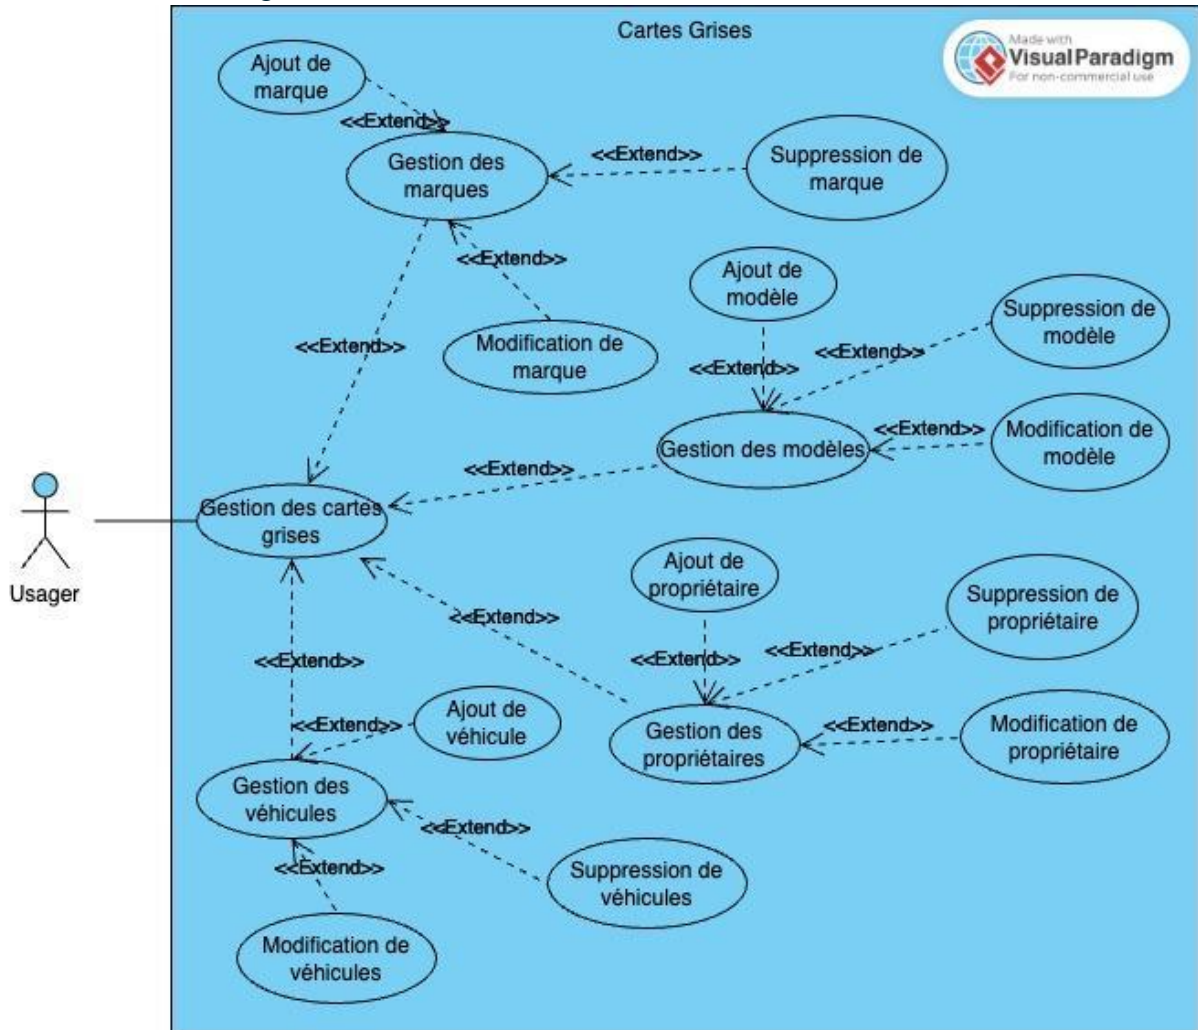 Cartes Grises
Made with
Visual Paradigm
For non-commercial use
Ajout de
marque
<<Extend>>
Gestion des
marques
<<Extend>>
Suppression de
marque
<<Extend>>
Modification de
marque
<<Extend>>
Ajout de
modèle
<<Extend>>
Suppression de
modèle
<<Extend>>
Gestion des modèles
<<Extend>>
Modification de
modèle
<<Extend>>
Usager
Gestion des cartes
grises
Ajout de
propriétaire
<<Extend>>
Suppression de
propriétaire
<<Extend>>
<<Extend>>
Gestion des
propriétaires
<<Extend>>
Modification de
propriétaire
<<Extend>>
Ajout de
véhicule
<<Extend>>
Gestion des
véhicules
<<Extend>>
Suppression de
véhicules
<<Extend>>
Modification de
véhicules